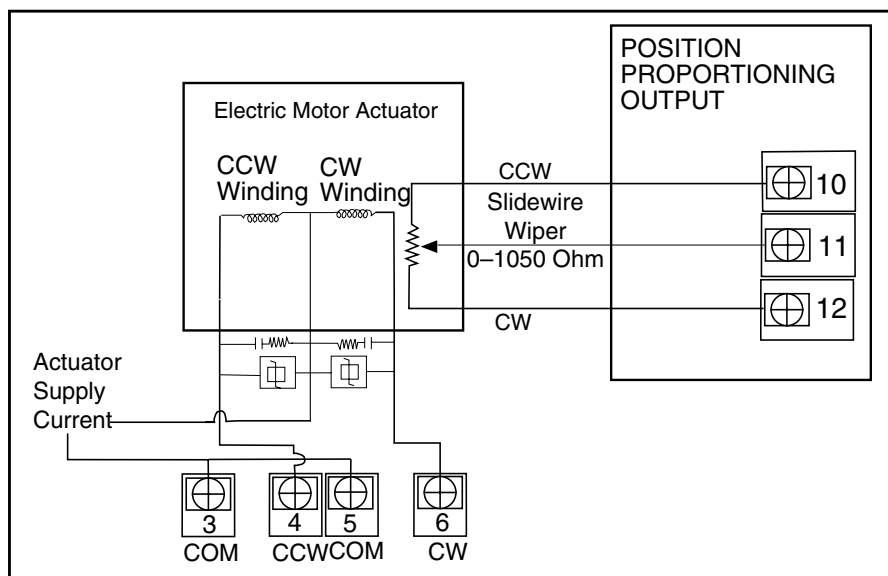 POSITION
PROPORTIONING
OUTPUT
Electric Motor Actuator
CCW
Winding
CW
Winding
CCW
Slidewire
Wiper
0–1050 Ohm
CW
10
11
12
Actuator
Supply
Current
3
4
5
6
COM
CCW
COM
CW